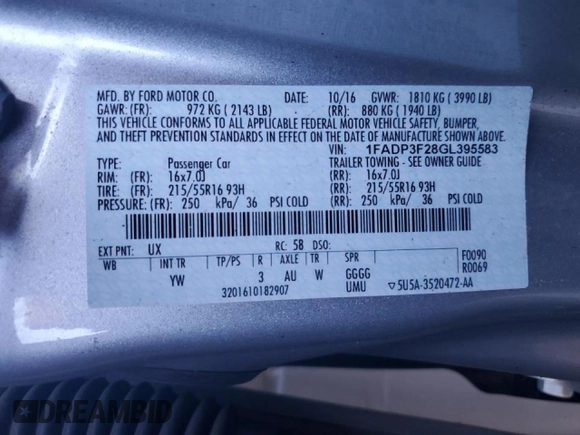 MFD. BY FORD MOTOR CO. DATE: 10/16 GVWR: 1810 KG ( 3990 LB)
GAWR: (FR): 972 KG ( 2143 LB) - (RR): 880 KG ( 1940 LB)
THIS VEHICLE CONFORMS TO ALL APPLICABLE FEDERAL MOTOR VEHICLE SAFETY, BUMPER,
AND THEFT PREVENTION STANDARDS IN EFFECT ON THE DATE OF MANUFACTURE SHOWN ABOVE.
VIN: 1FADP3F28GL395583
TYPE: Passenger Car TRAILER TOWING - SEE OWNER GUIDE
RIM: (FR): 16x7.0J (RR): 16x7.0J
TIRE: (FR): 215/55R16 93H (RR): 215/55R16 93H
PRESSURE: (FR): 250 kPa/ 36 PSI COLD (RR): 250 kPa/ 36 PSI COLD
EXT PNT: UX RC: 58 DSO: F0090
WB INT TR TP/PS R AXLE TR SPR R0069
YW 3 AU W GGGG
3201610182907 UMU ▽5U5A-3520472-AA
DREAMBID